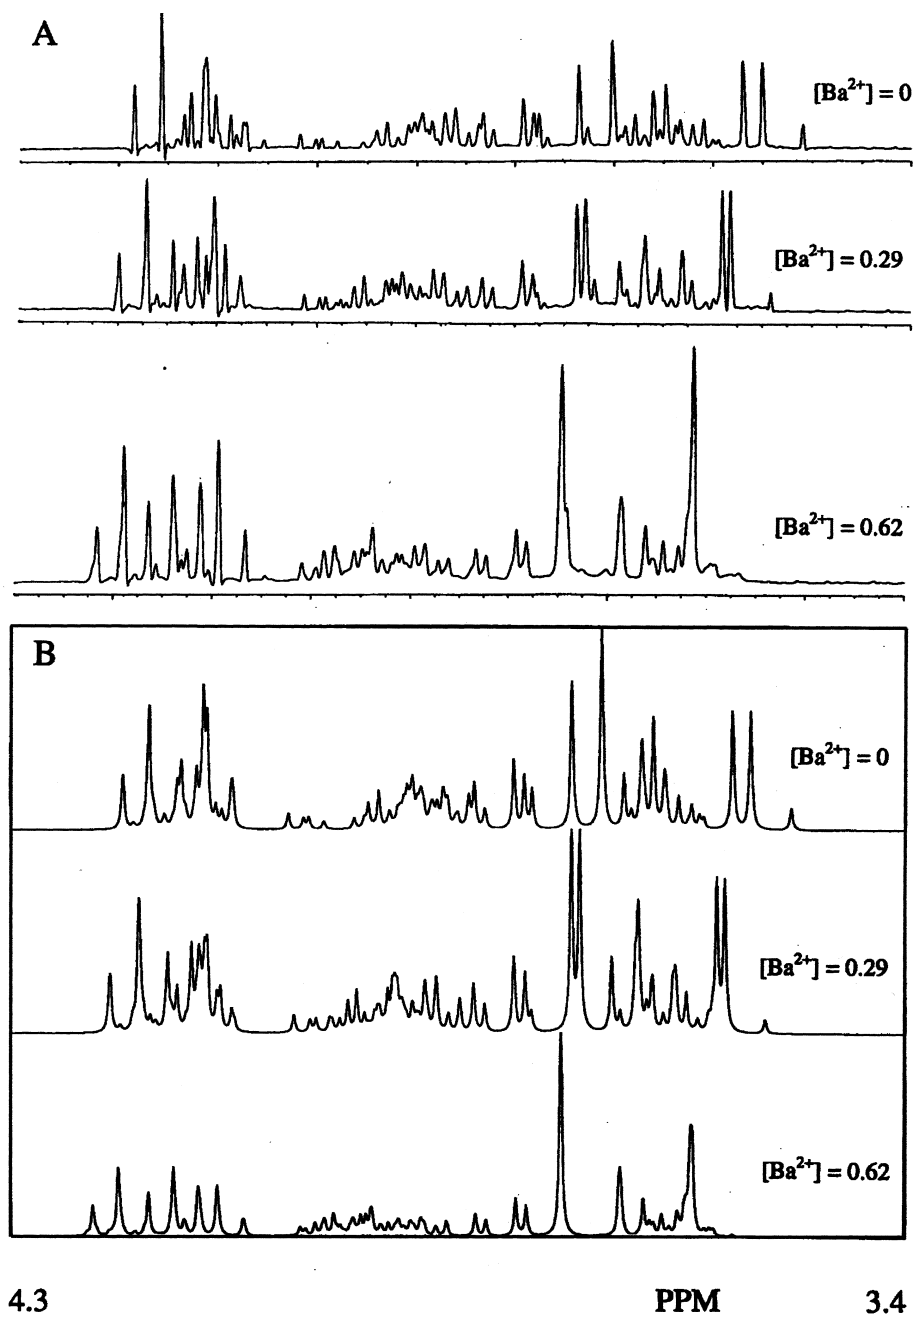 A
[Ba²⁺] = 0
[Ba²⁺] = 0.29
[Ba²⁺] = 0.62
B
[Ba²⁺] = 0
[Ba²⁺] = 0.29
[Ba²⁺] = 0.62
4.3 PPM 3.4